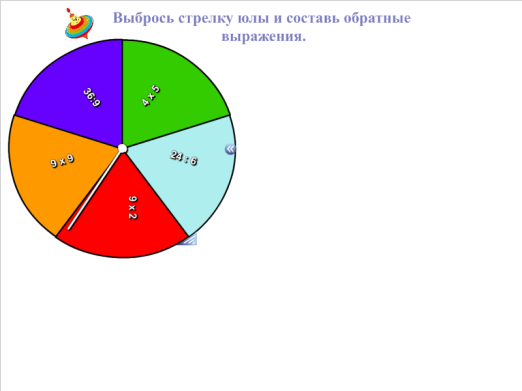 Выбрось стрелку юлы и составь обратные
выражения.
36:9
4 x 5
9 x 9
24 : 6
9 x 2